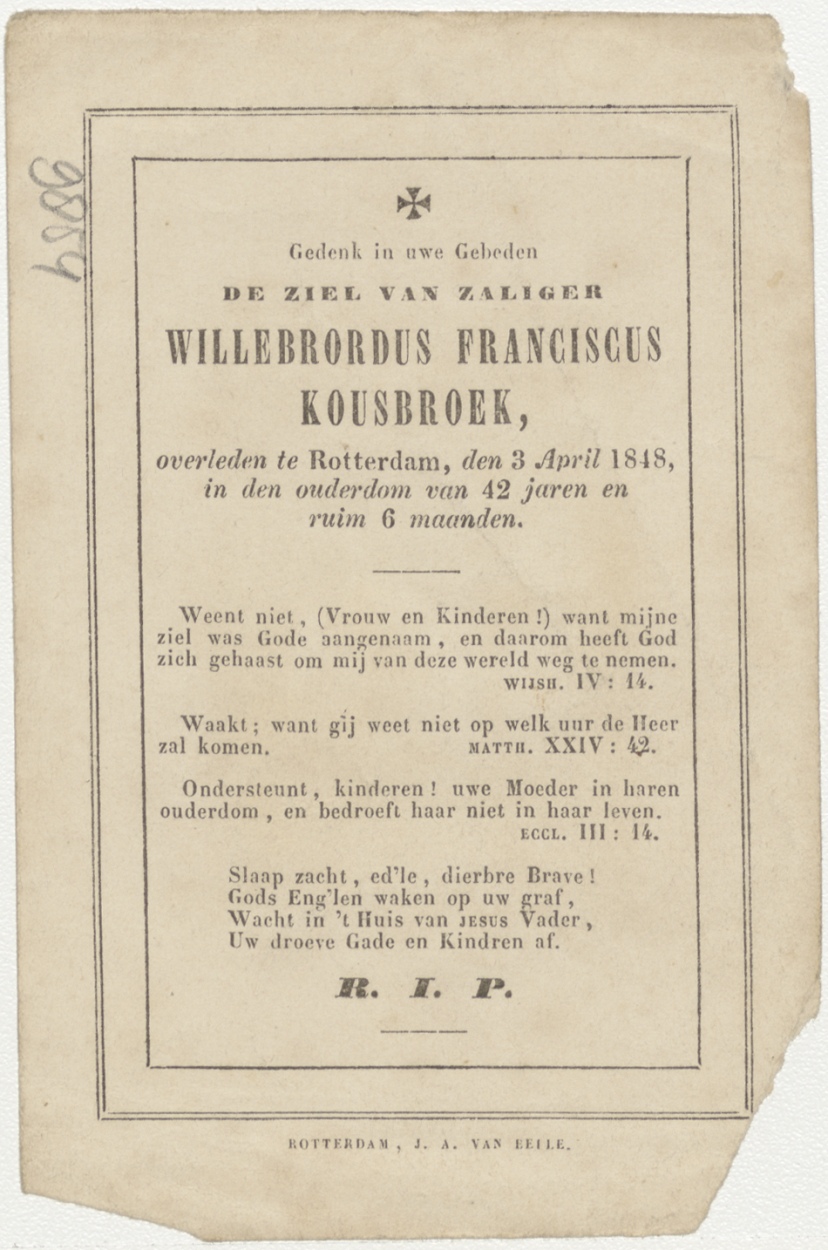 9854
✠
Gedenk in uwe Gebeden
DE ZIEL VAN ZALIGER
WILLEBRORDUS FRANCISCUS
KOUSBROEK,
overleden te Rotterdam, den 3 April 1848,
in den ouderdom van 42 jaren en
ruim 6 maanden.
Weent niet, (Vrouw en Kinderen!) want mijne
ziel was Gode aangenaam, en daarom heeft God
zich gehaast om mij van deze wereld weg te nemen.
WIJSH. IV: 14.
Waakt; want gij weet niet op welk uur de Heer
zal komen. MATTH. XXIV: 42.
Ondersteunt, kinderen! uwe Moeder in haren
ouderdom, en bedroeft haar niet in haar leven.
ECCL. III: 14.
Slaap zacht, ed'le, dierbre Brave!
Gods Eng'len waken op uw graf,
Wacht in 't Huis van JESUS Vader,
Uw droeve Gade en Kindren af.
R. I. P.
ROTTERDAM, J. A. VAN BELLE.